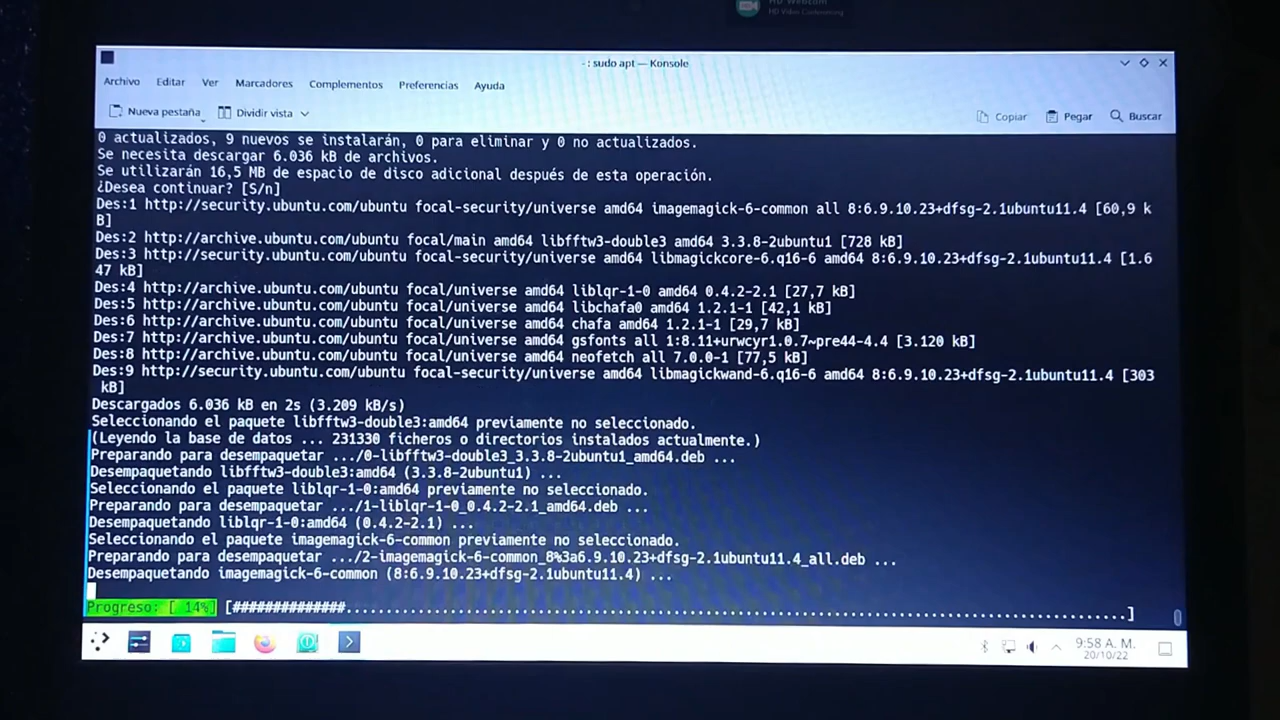 HD Webcam
HD Video Conferencing
- : sudo apt — Konsole
Archivo Editar Ver Marcadores Complementos Preferencias Ayuda
Nueva pestaña Dividir vista Copiar Pegar Buscar
0 actualizados, 9 nuevos se instalarán, 0 para eliminar y 0 no actualizados.
Se necesita descargar 6.036 kB de archivos.
Se utilizarán 16,5 MB de espacio de disco adicional después de esta operación.
¿Desea continuar? [S/n]
Des:1 http://security.ubuntu.com/ubuntu focal-security/universe amd64 imagemagick-6-common all 8:6.9.10.23+dfsg-2.1ubuntu11.4 [60,9 k
B]
Des:2 http://archive.ubuntu.com/ubuntu focal/main amd64 libfftw3-double3 amd64 3.3.8-2ubuntu1 [728 kB]
Des:3 http://security.ubuntu.com/ubuntu focal-security/universe amd64 libmagickcore-6.q16-6 amd64 8:6.9.10.23+dfsg-2.1ubuntu11.4 [1.6
47 kB]
Des:4 http://archive.ubuntu.com/ubuntu focal/universe amd64 liblqr-1-0 amd64 0.4.2-2.1 [27,7 kB]
Des:5 http://archive.ubuntu.com/ubuntu focal/universe amd64 libchafa0 amd64 1.2.1-1 [42,1 kB]
Des:6 http://archive.ubuntu.com/ubuntu focal/universe amd64 chafa amd64 1.2.1-1 [29,7 kB]
Des:7 http://archive.ubuntu.com/ubuntu focal/universe amd64 gsfonts all 1:8.11+urwcyr1.0.7~pre44-4.4 [3.120 kB]
Des:8 http://archive.ubuntu.com/ubuntu focal/universe amd64 neofetch all 7.0.0-1 [77,5 kB]
Des:9 http://security.ubuntu.com/ubuntu focal-security/universe amd64 libmagickwand-6.q16-6 amd64 8:6.9.10.23+dfsg-2.1ubuntu11.4 [303
kB]
Descargados 6.036 kB en 2s (3.209 kB/s)
Seleccionando el paquete libfftw3-double3:amd64 previamente no seleccionado.
(Leyendo la base de datos ... 231330 ficheros o directorios instalados actualmente.)
Preparando para desempaquetar .../0-libfftw3-double3_3.3.8-2ubuntu1_amd64.deb ...
Desempaquetando libfftw3-double3:amd64 (3.3.8-2ubuntu1) ...
Seleccionando el paquete liblqr-1-0:amd64 previamente no seleccionado.
Preparando para desempaquetar .../1-liblqr-1-0_0.4.2-2.1_amd64.deb ...
Desempaquetando liblqr-1-0:amd64 (0.4.2-2.1) ...
Seleccionando el paquete imagemagick-6-common previamente no seleccionado.
Preparando para desempaquetar .../2-imagemagick-6-common_8%3a6.9.10.23+dfsg-2.1ubuntu11.4_all.deb ...
Desempaquetando imagemagick-6-common (8:6.9.10.23+dfsg-2.1ubuntu11.4) ...
Progreso: [ 14%] [##############..................................................................................................]
9:58 A. M.
20/10/22